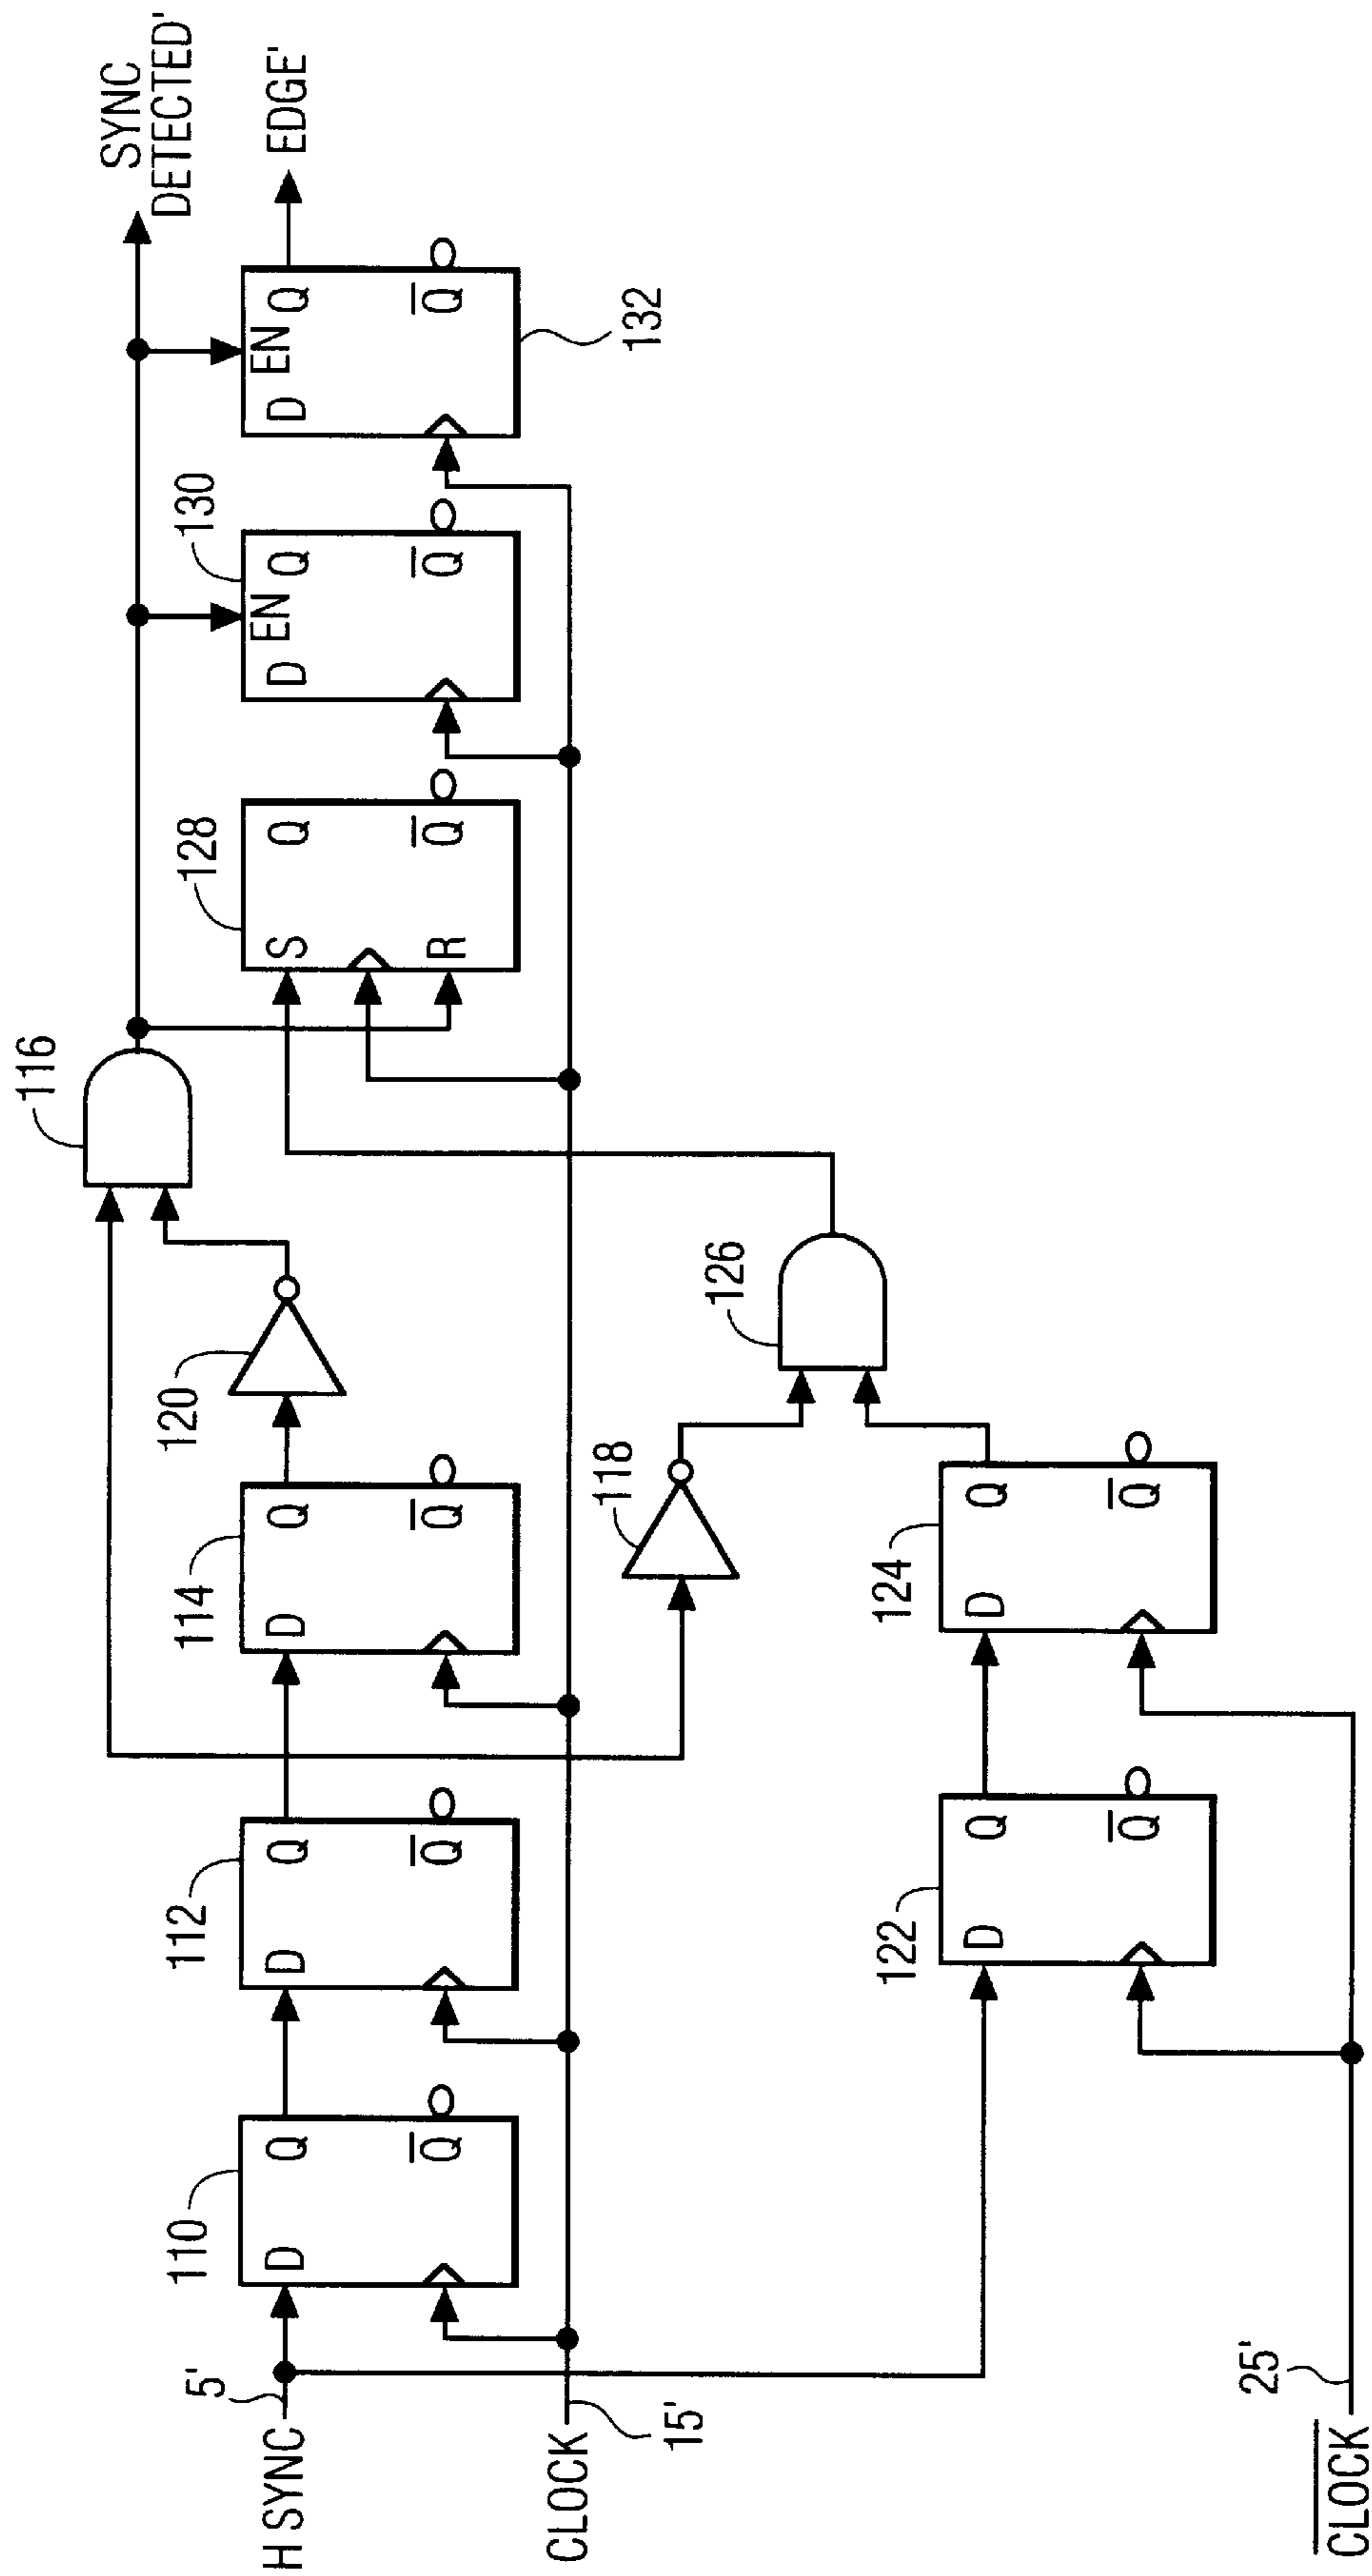 SYNC
DETECTED'
EDGE'
116
120
128
130
132
110
112
114
118
126
122
124
D
Q
Q̅
D
Q
Q̅
D
Q
Q̅
S
R
Q
Q̅
D
EN
Q
Q̅
D
EN
Q
Q̅
D
Q
Q̅
D
Q
Q̅
H SYNC
5'
CLOCK
15'
C̅L̅O̅C̅K̅
25'